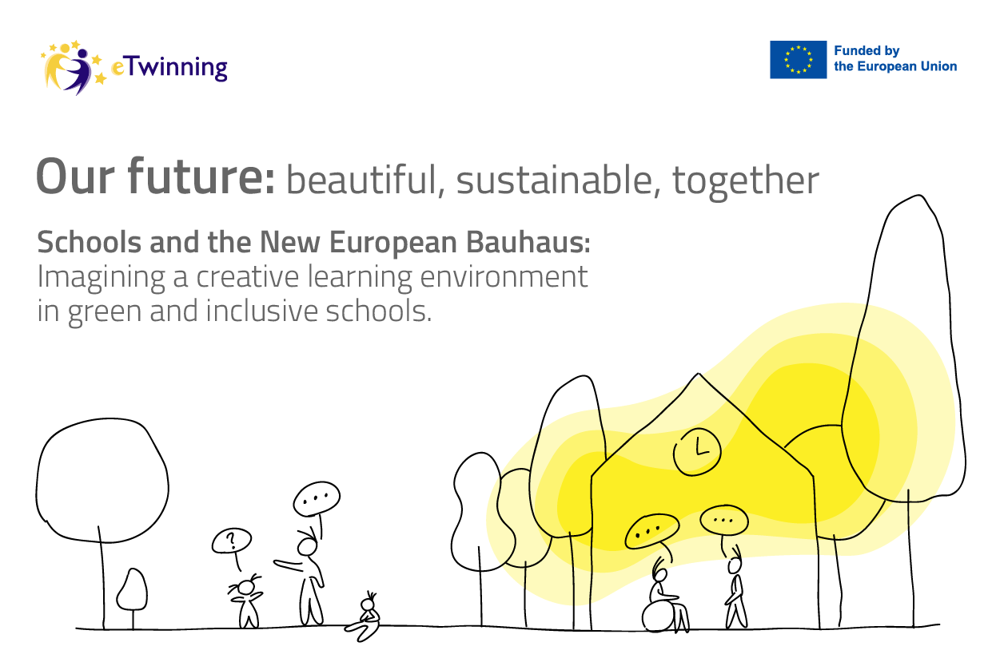 eTwinning
Funded by
the European Union
Our future: beautiful, sustainable, together
Schools and the New European Bauhaus:
Imagining a creative learning environment
in green and inclusive schools.
...
?
...
...